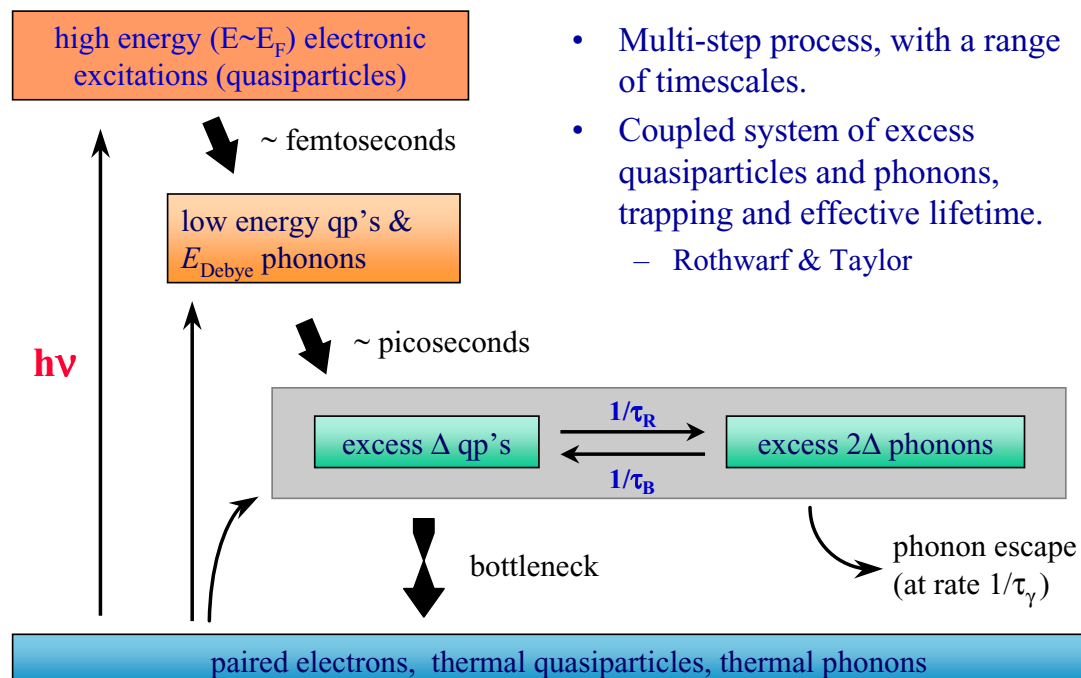 high energy (E~E_F) electronic
excitations (quasiparticles)
~ femtoseconds
low energy qp’s &
E_Debye phonons
~ picoseconds
hν
• Multi-step process, with a range
of timescales.
• Coupled system of excess
quasiparticles and phonons,
trapping and effective lifetime.
– Rothwarf & Taylor
excess Δ qp’s
1/τ_R
1/τ_B
excess 2Δ phonons
bottleneck
phonon escape
(at rate 1/τ_γ)
paired electrons, thermal quasiparticles, thermal phonons